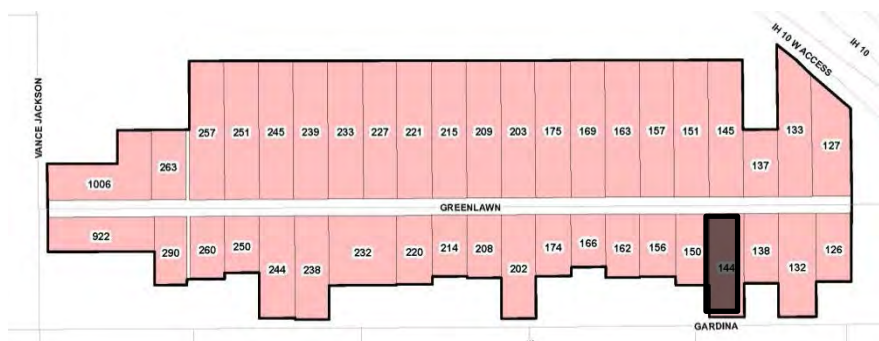 IH 10 W ACCESS
IH 10
VANCE JACKSON
257 251 245 239 233 227 221 215 209 203 175 169 163 157 151 145 133
127
263 137
1006
GREENLAWN
922 290 260 250 244 238 232 220 214 208 202 174 166 162 156 150 144 138 132 126
GARDINA